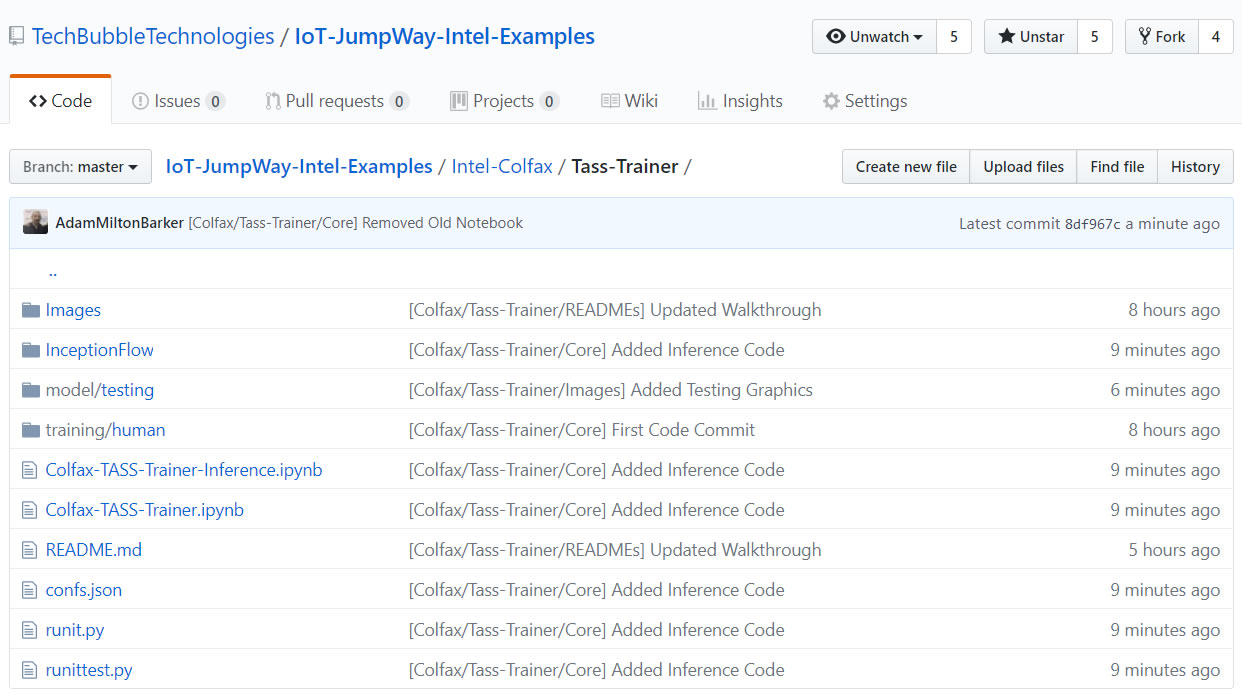 TechBubbleTechnologies / IoT-JumpWay-Intel-Examples Unwatch 5 Unstar 5 Fork 4
Code Issues 0 Pull requests 0 Projects 0 Wiki Insights Settings
Branch: master IoT-JumpWay-Intel-Examples / Intel-Colfax / Tass-Trainer / Create new file Upload files Find file History
AdamMiltonBarker [Colfax/Tass-Trainer/Core] Removed Old Notebook Latest commit 8df967c a minute ago
..
Images [Colfax/Tass-Trainer/READMEs] Updated Walkthrough 8 hours ago
InceptionFlow [Colfax/Tass-Trainer/Core] Added Inference Code 9 minutes ago
model/testing [Colfax/Tass-Trainer/Images] Added Testing Graphics 6 minutes ago
training/human [Colfax/Tass-Trainer/Core] First Code Commit 8 hours ago
Colfax-TASS-Trainer-Inference.ipynb [Colfax/Tass-Trainer/Core] Added Inference Code 9 minutes ago
Colfax-TASS-Trainer.ipynb [Colfax/Tass-Trainer/Core] Added Inference Code 9 minutes ago
README.md [Colfax/Tass-Trainer/READMEs] Updated Walkthrough 5 hours ago
confs.json [Colfax/Tass-Trainer/Core] Added Inference Code 9 minutes ago
runit.py [Colfax/Tass-Trainer/Core] Added Inference Code 9 minutes ago
runittest.py [Colfax/Tass-Trainer/Core] Added Inference Code 9 minutes ago